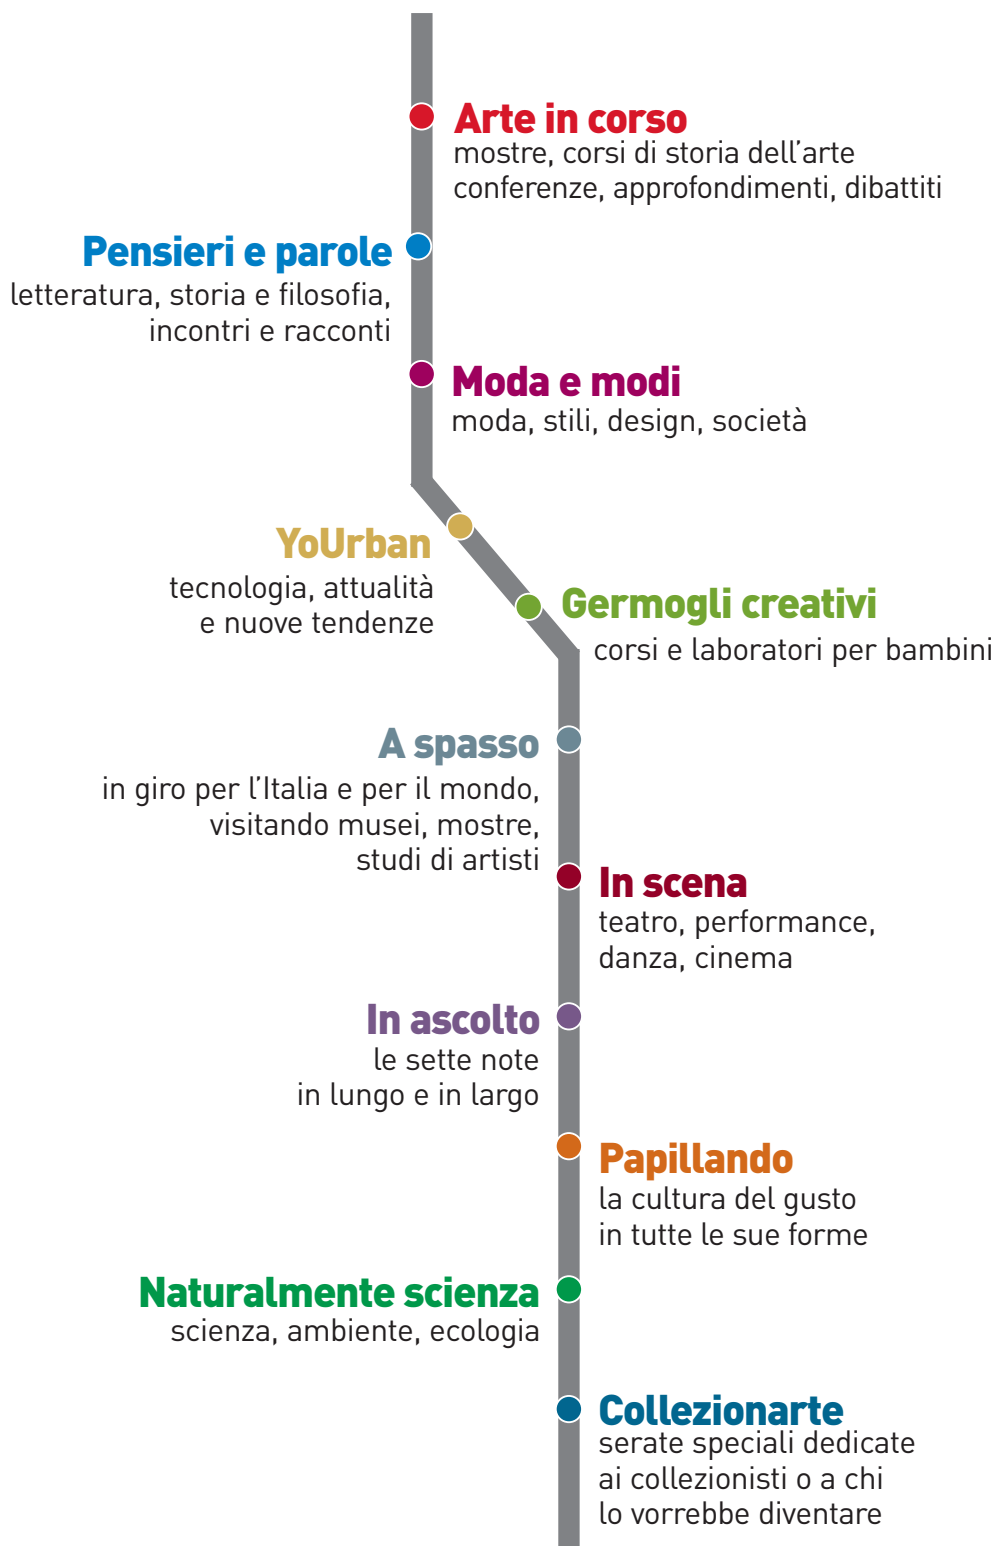 Arte in corso
mostre, corsi di storia dell'arte
conferenze, approfondimenti, dibattiti
Pensieri e parole
letteratura, storia e filosofia,
incontri e racconti
Moda e modi
moda, stili, design, società
YoUrban
tecnologia, attualità
e nuove tendenze
Germogli creativi
corsi e laboratori per bambini
A spasso
in giro per l'Italia e per il mondo,
visitando musei, mostre,
studi di artisti
In scena
teatro, performance,
danza, cinema
In ascolto
le sette note
in lungo e in largo
Papillando
la cultura del gusto
in tutte le sue forme
Naturalmente scienza
scienza, ambiente, ecologia
Collezionarte
serate speciali dedicate
ai collezionisti o a chi
lo vorrebbe diventare